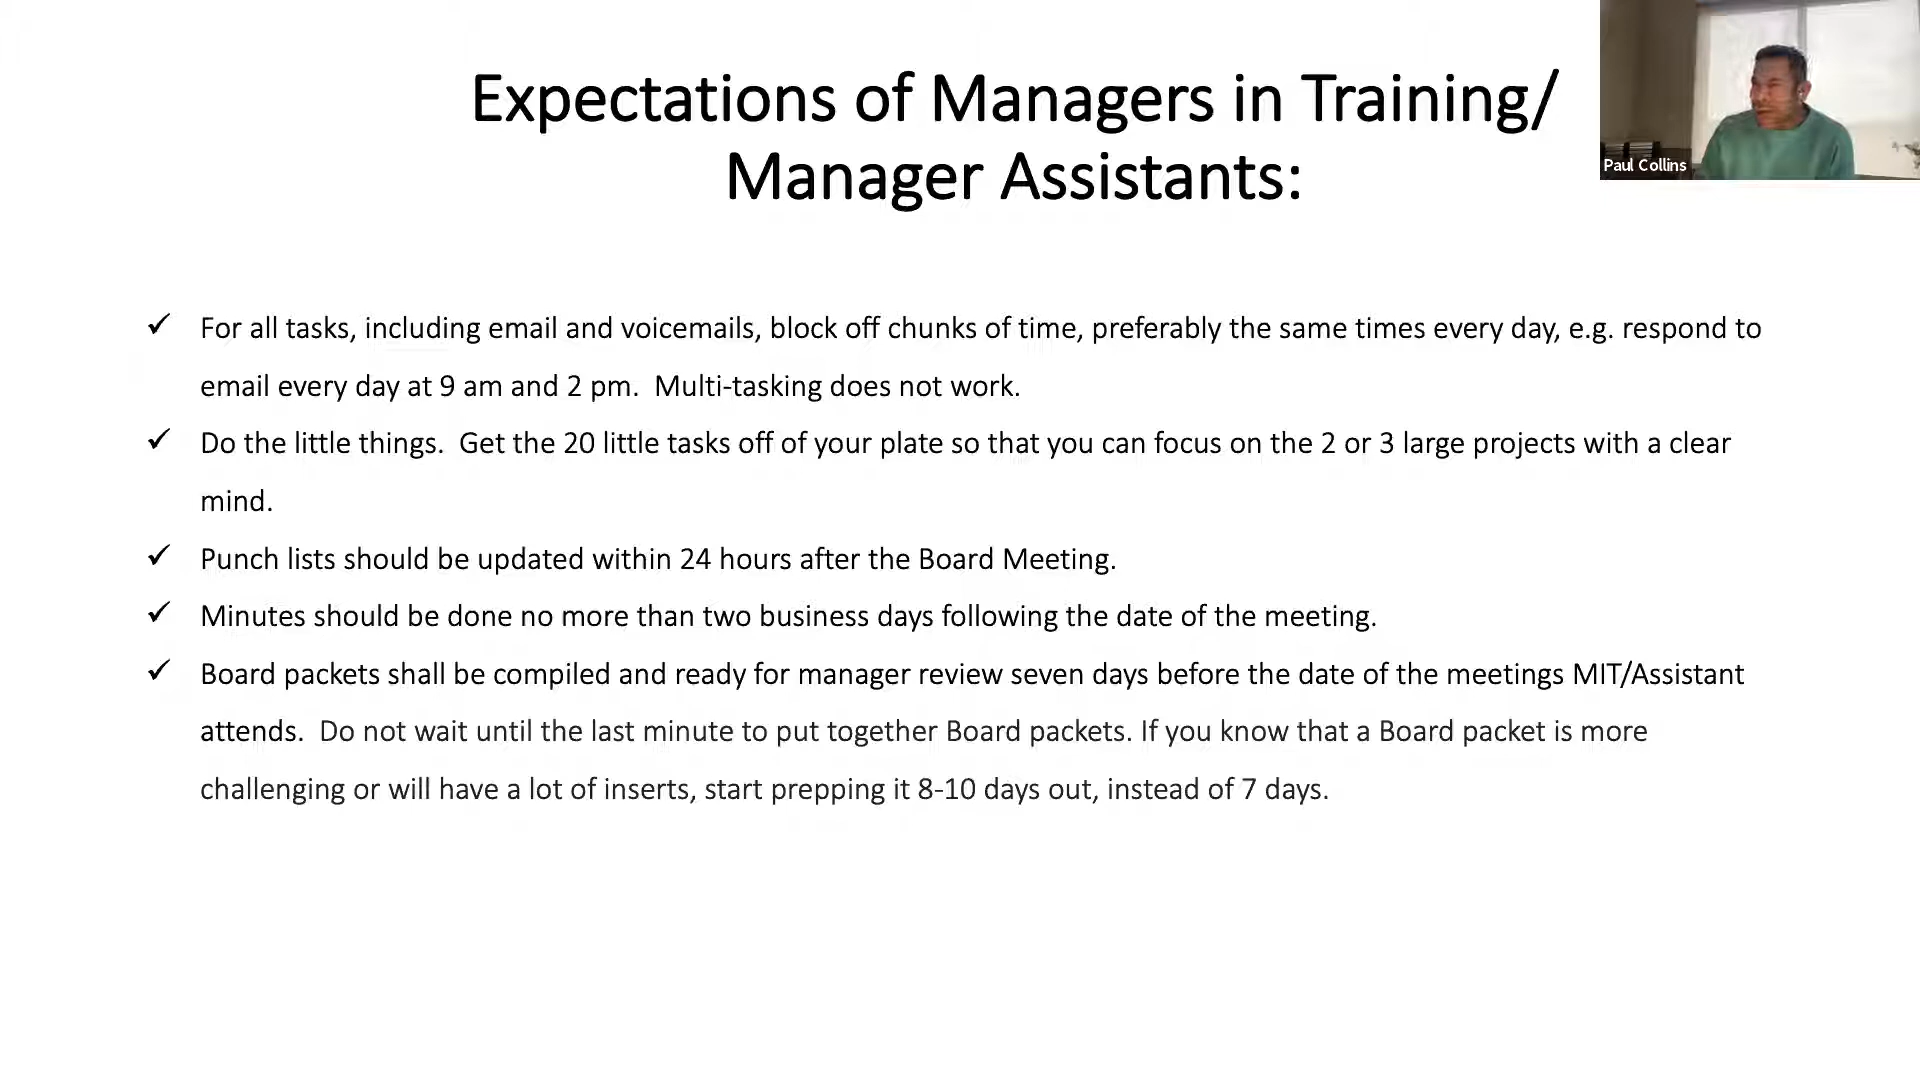 Expectations of Managers in Training/
Manager Assistants:
Paul Collins
✓ For all tasks, including email and voicemails, block off chunks of time, preferably the same times every day, e.g. respond to
email every day at 9 am and 2 pm.  Multi-tasking does not work.
✓ Do the little things.  Get the 20 little tasks off of your plate so that you can focus on the 2 or 3 large projects with a clear
mind.
✓ Punch lists should be updated within 24 hours after the Board Meeting.
✓ Minutes should be done no more than two business days following the date of the meeting.
✓ Board packets shall be compiled and ready for manager review seven days before the date of the meetings MIT/Assistant
attends.  Do not wait until the last minute to put together Board packets. If you know that a Board packet is more
challenging or will have a lot of inserts, start prepping it 8-10 days out, instead of 7 days.